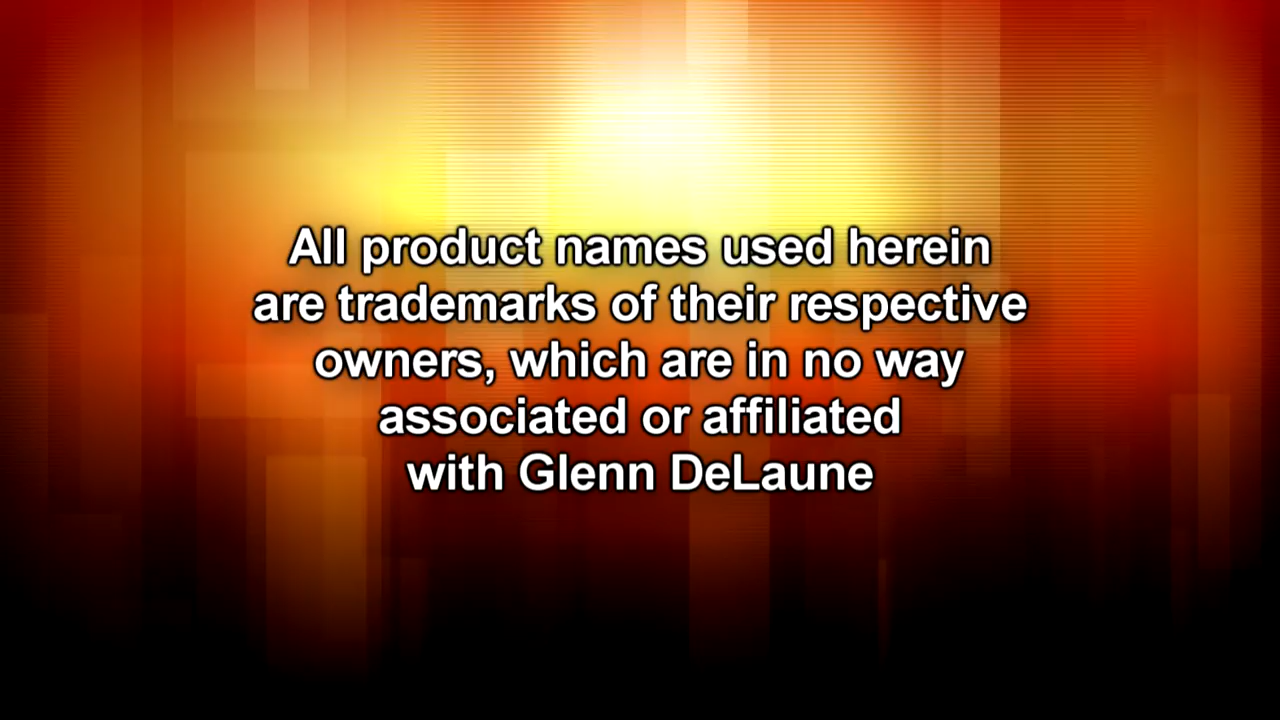 All product names used herein
are trademarks of their respective
owners, which are in no way
associated or affiliated
with Glenn DeLaune